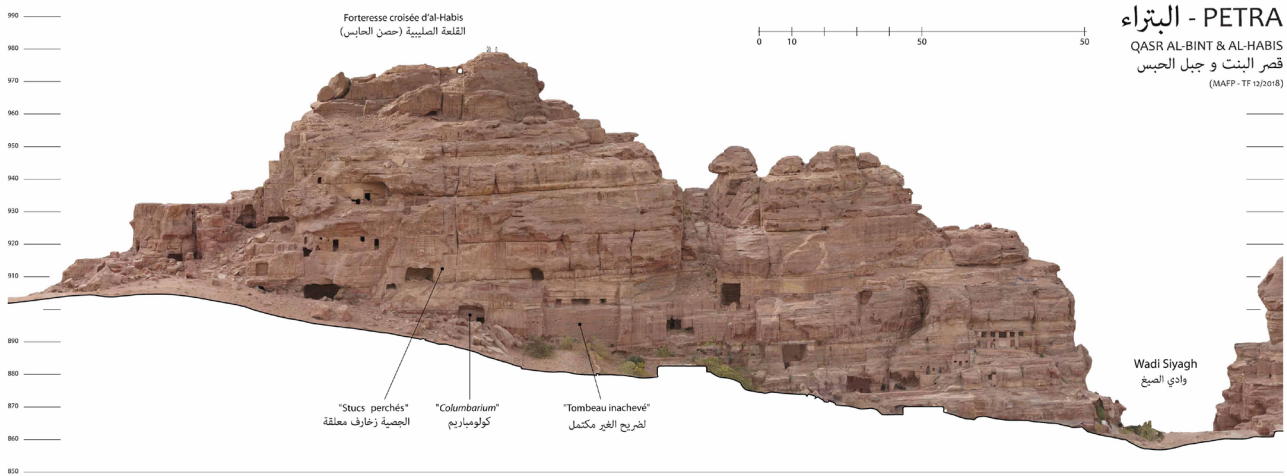 البتراء - PETRA
QASR AL-BINT & AL-HABIS
قصر البنت و جبل الحبس
(MAFP - TF 12/2018)
Forteresse croisée d'al-Habis
القلعة الصليبية (حصن الحابس)
0 10 50 50
990
980
970
960
950
940
930
920
910
890
880
870
860
850
Wadi Siyagh
وادي الصيغ
"Stucs perchés"
الجصية زخارف معلقة
"Columbarium"
كولومباريم
"Tombeau inachevé"
لضريح الغير مكتمل